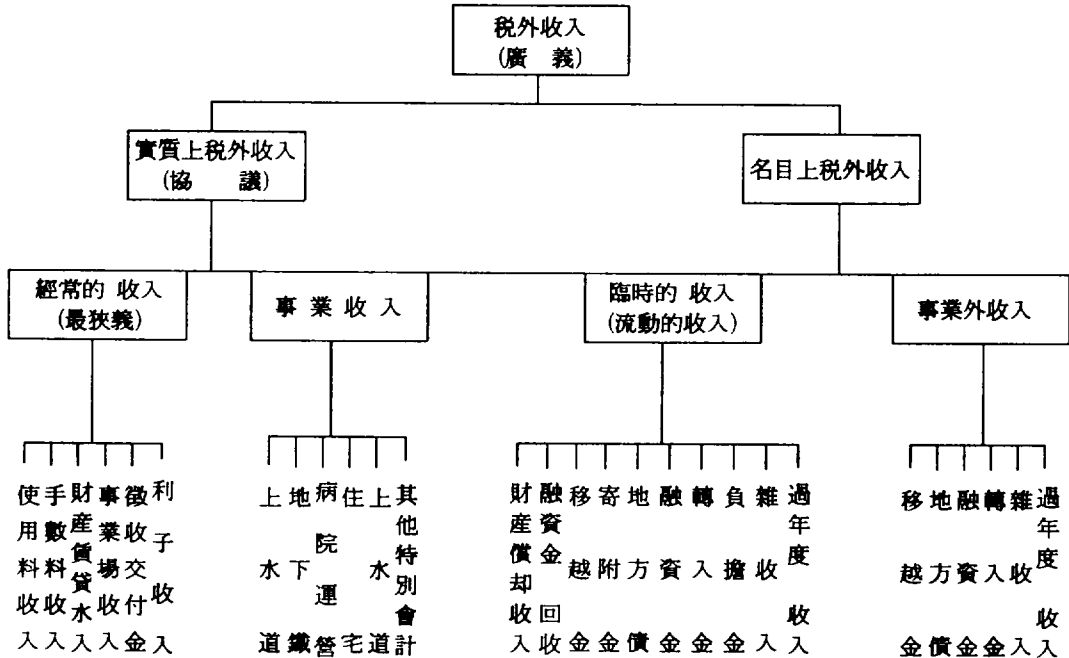 税外收入
(廣 義)
實質上税外收入
(協 議)
名目上税外收入
經常的 收入
(最狹義)
事 業 收 入
臨時的 收入
(流動的收入)
事業外收入
使用料收入
手數料收入
財産賃貸水入
事業場收入
徵收交付金
利子收入
上水道
地下鐵
病院運營
住宅
上水道
其他特別會計
財産償却收入
融資金回收
移越金
寄附金
地方債
融資金
轉入金
負擔金
雜收入
過年度收入
移越金
地方債
融資金
轉入金
雜收入
過年度收入